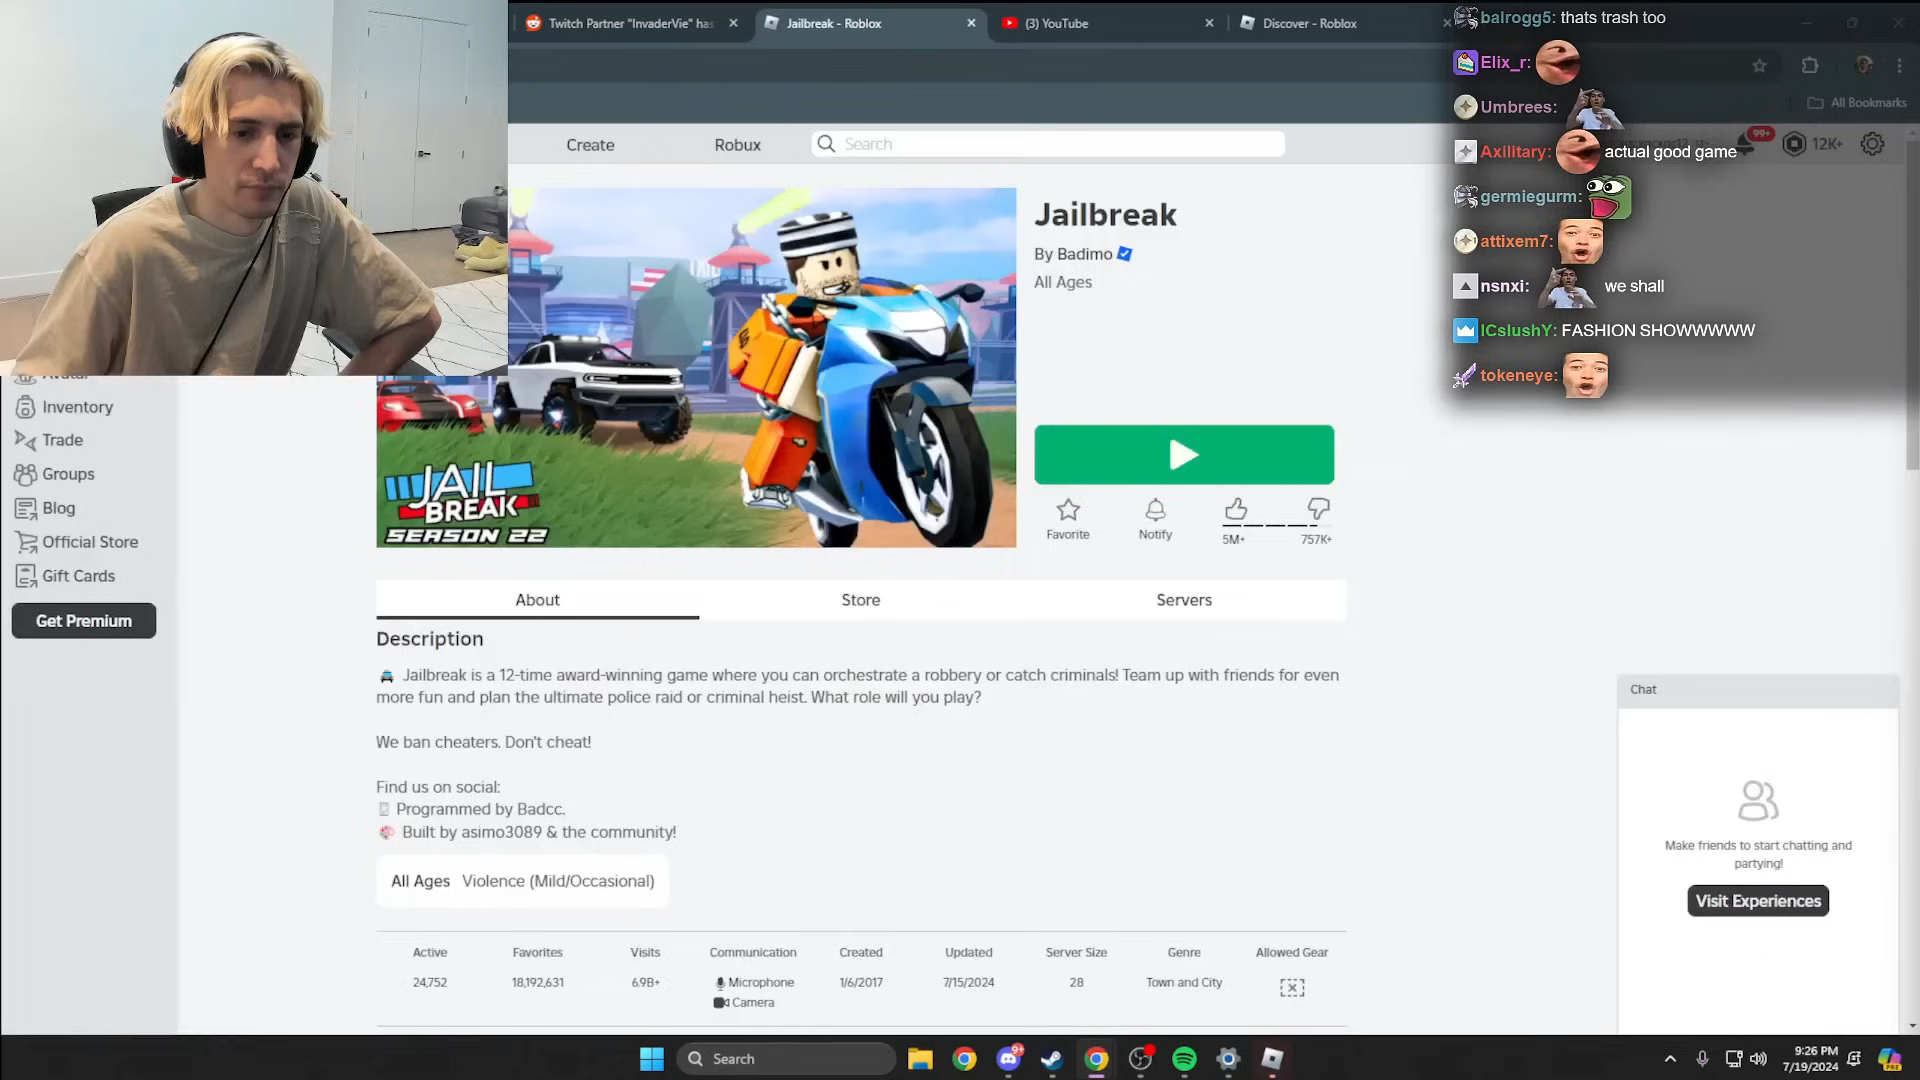 Twitch Partner "InvaderVie" has
Jailbreak - Roblox
(3) YouTube
Discover - Roblox
All Bookmarks
Create
Robux
Search
99+
12K+
balrogg5: thats trash too
Elix_r:
Umbrees:
Axilitary: actual good game
germiegurm:
attixem7:
nsnxi: we shall
ICslushY: FASHION SHOWWWWW
tokeneye:
Inventory
Trade
Groups
Blog
Official Store
Gift Cards
Get Premium
JAIL
BREAK
SEASON 22
Jailbreak
By Badimo
All Ages
Favorite
Notify
5M+
757K+
About
Store
Servers
Description
Jailbreak is a 12-time award-winning game where you can orchestrate a robbery or catch criminals! Team up with friends for even
more fun and plan the ultimate police raid or criminal heist. What role will you play?
We ban cheaters. Don't cheat!
Find us on social:
Programmed by Badcc.
Built by asimo3089 & the community!
All Ages Violence (Mild/Occasional)
Active Favorites Visits Communication Created Updated Server Size Genre Allowed Gear
24,752 18,192,631 6.9B+ Microphone 1/6/2017 7/15/2024 28 Town and City
Camera
Chat
Make friends to start chatting and
partying!
Visit Experiences
Search
9+
9:26 PM
7/19/2024